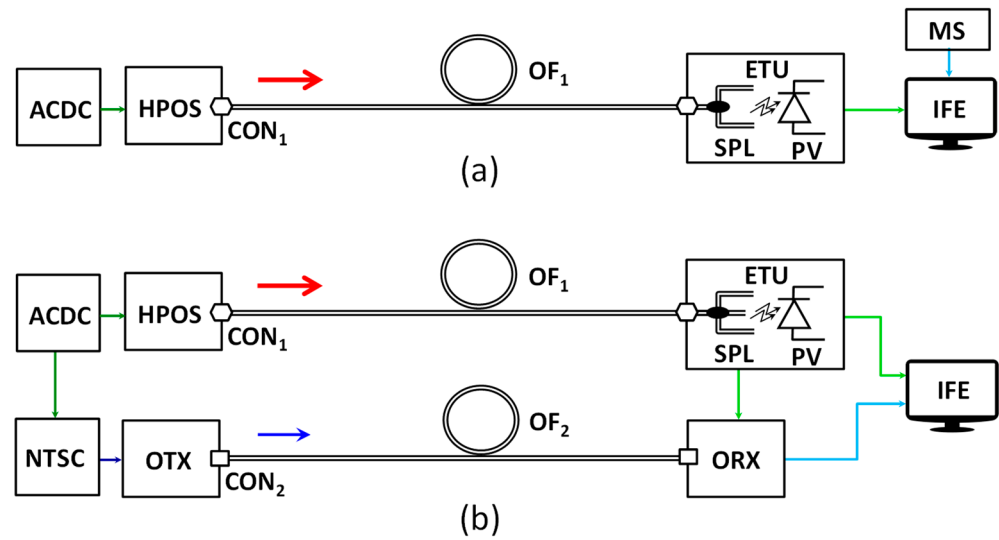 MS
ACDC HPOS CON₁ OF₁ ETU SPL PV IFE
(a)
ACDC HPOS CON₁ OF₁ ETU SPL PV IFE
NTSC OTX CON₂ OF₂ ORX
(b)